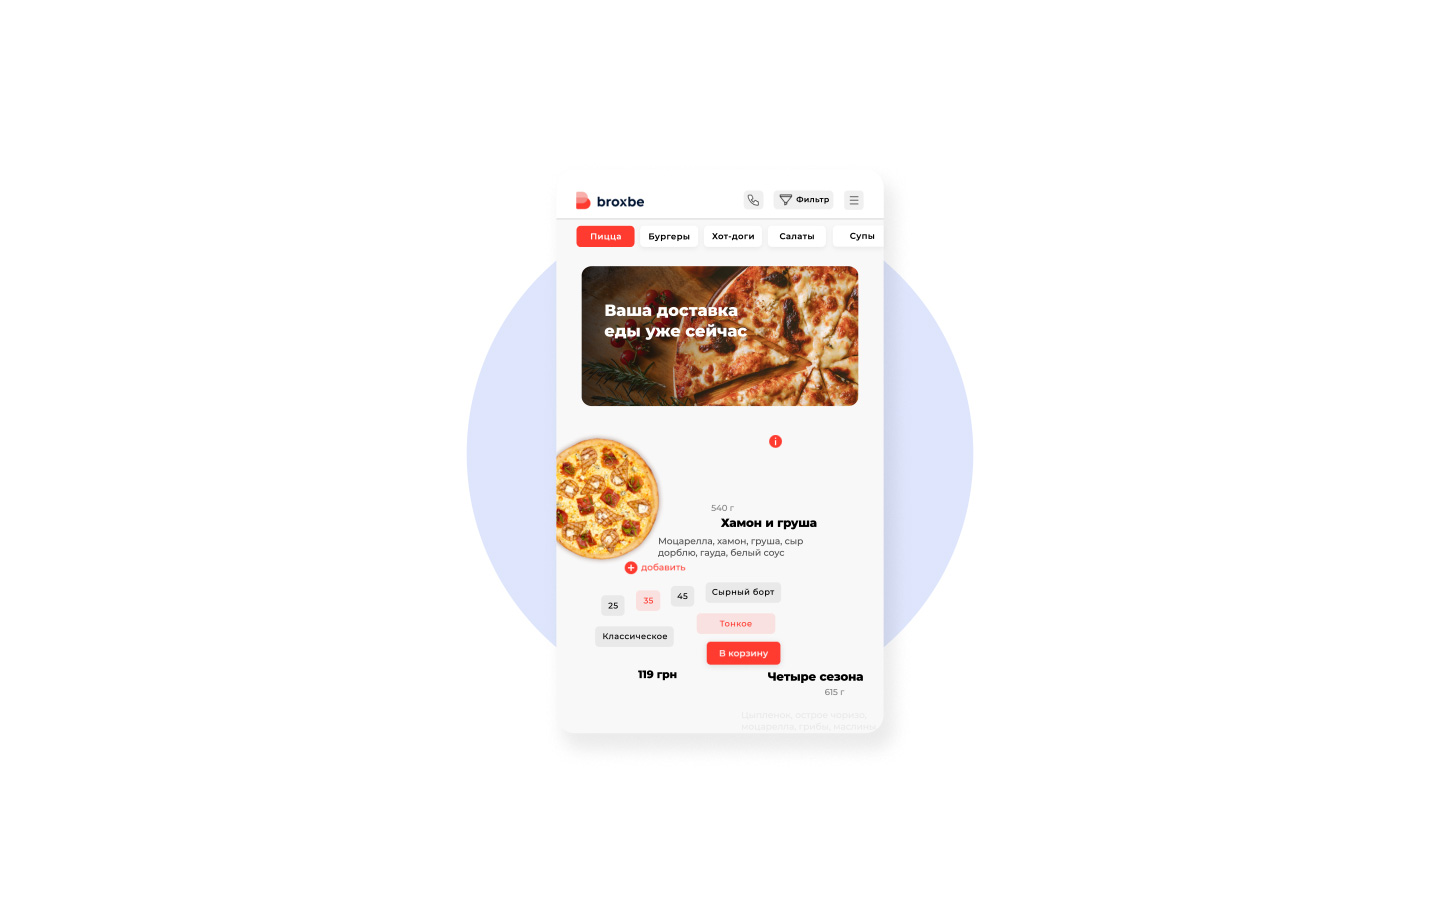 broxbe
Фильтр
Пицца
Бургеры
Хот-доги
Салаты
Супы
Ваша доставка
еды уже сейчас
540 г
Хамон и груша
Моцарелла, хамон, груша, сыр
дорблю, гауда, белый соус
добавить
25
35
45
Сырный борт
Тонкое
Классическое
В корзину
119 грн
Четыре сезона
615 г
Цыпленок, острое чоризо,
моцарелла, грибы, маслины,